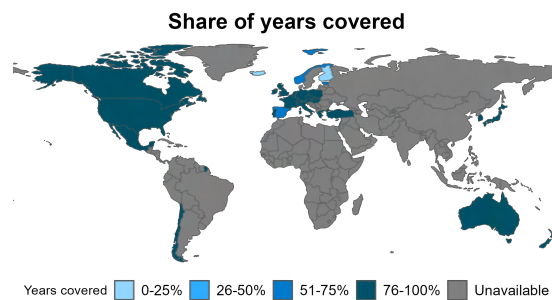 Share of years covered
Years covered 0-25% 26-50% 51-75% 76-100% Unavailable